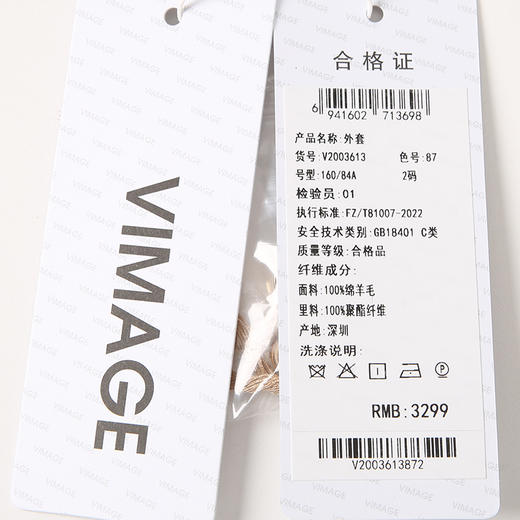 VIMAGE
合格证
6 941602 713698
产品名称:外套
货号:V2003613 色号:87
号型:160/84A 2码
检验员:01
执行标准:FZ/T81007-2022
安全技术类别:GB18401 C类
质量等级:合格品
纤维成分:
面料:100%绵羊毛
里料:100%聚酯纤维
产地:深圳
洗涤说明:
RMB:3299
V2003613872